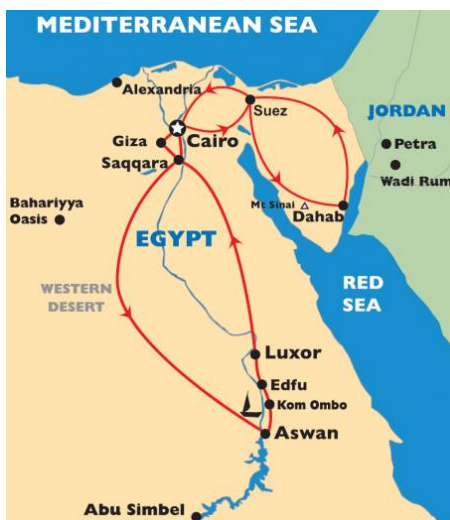 MEDITERRANEAN SEA
Alexandria
Suez
JORDAN
Giza
Cairo
Petra
Saqqara
Wadi Rum
Bahariyya
Oasis
Mt Sinai
Dahab
EGYPT
RED
SEA
WESTERN
DESERT
Luxor
Edfu
Kom Ombo
Aswan
Abu Simbel